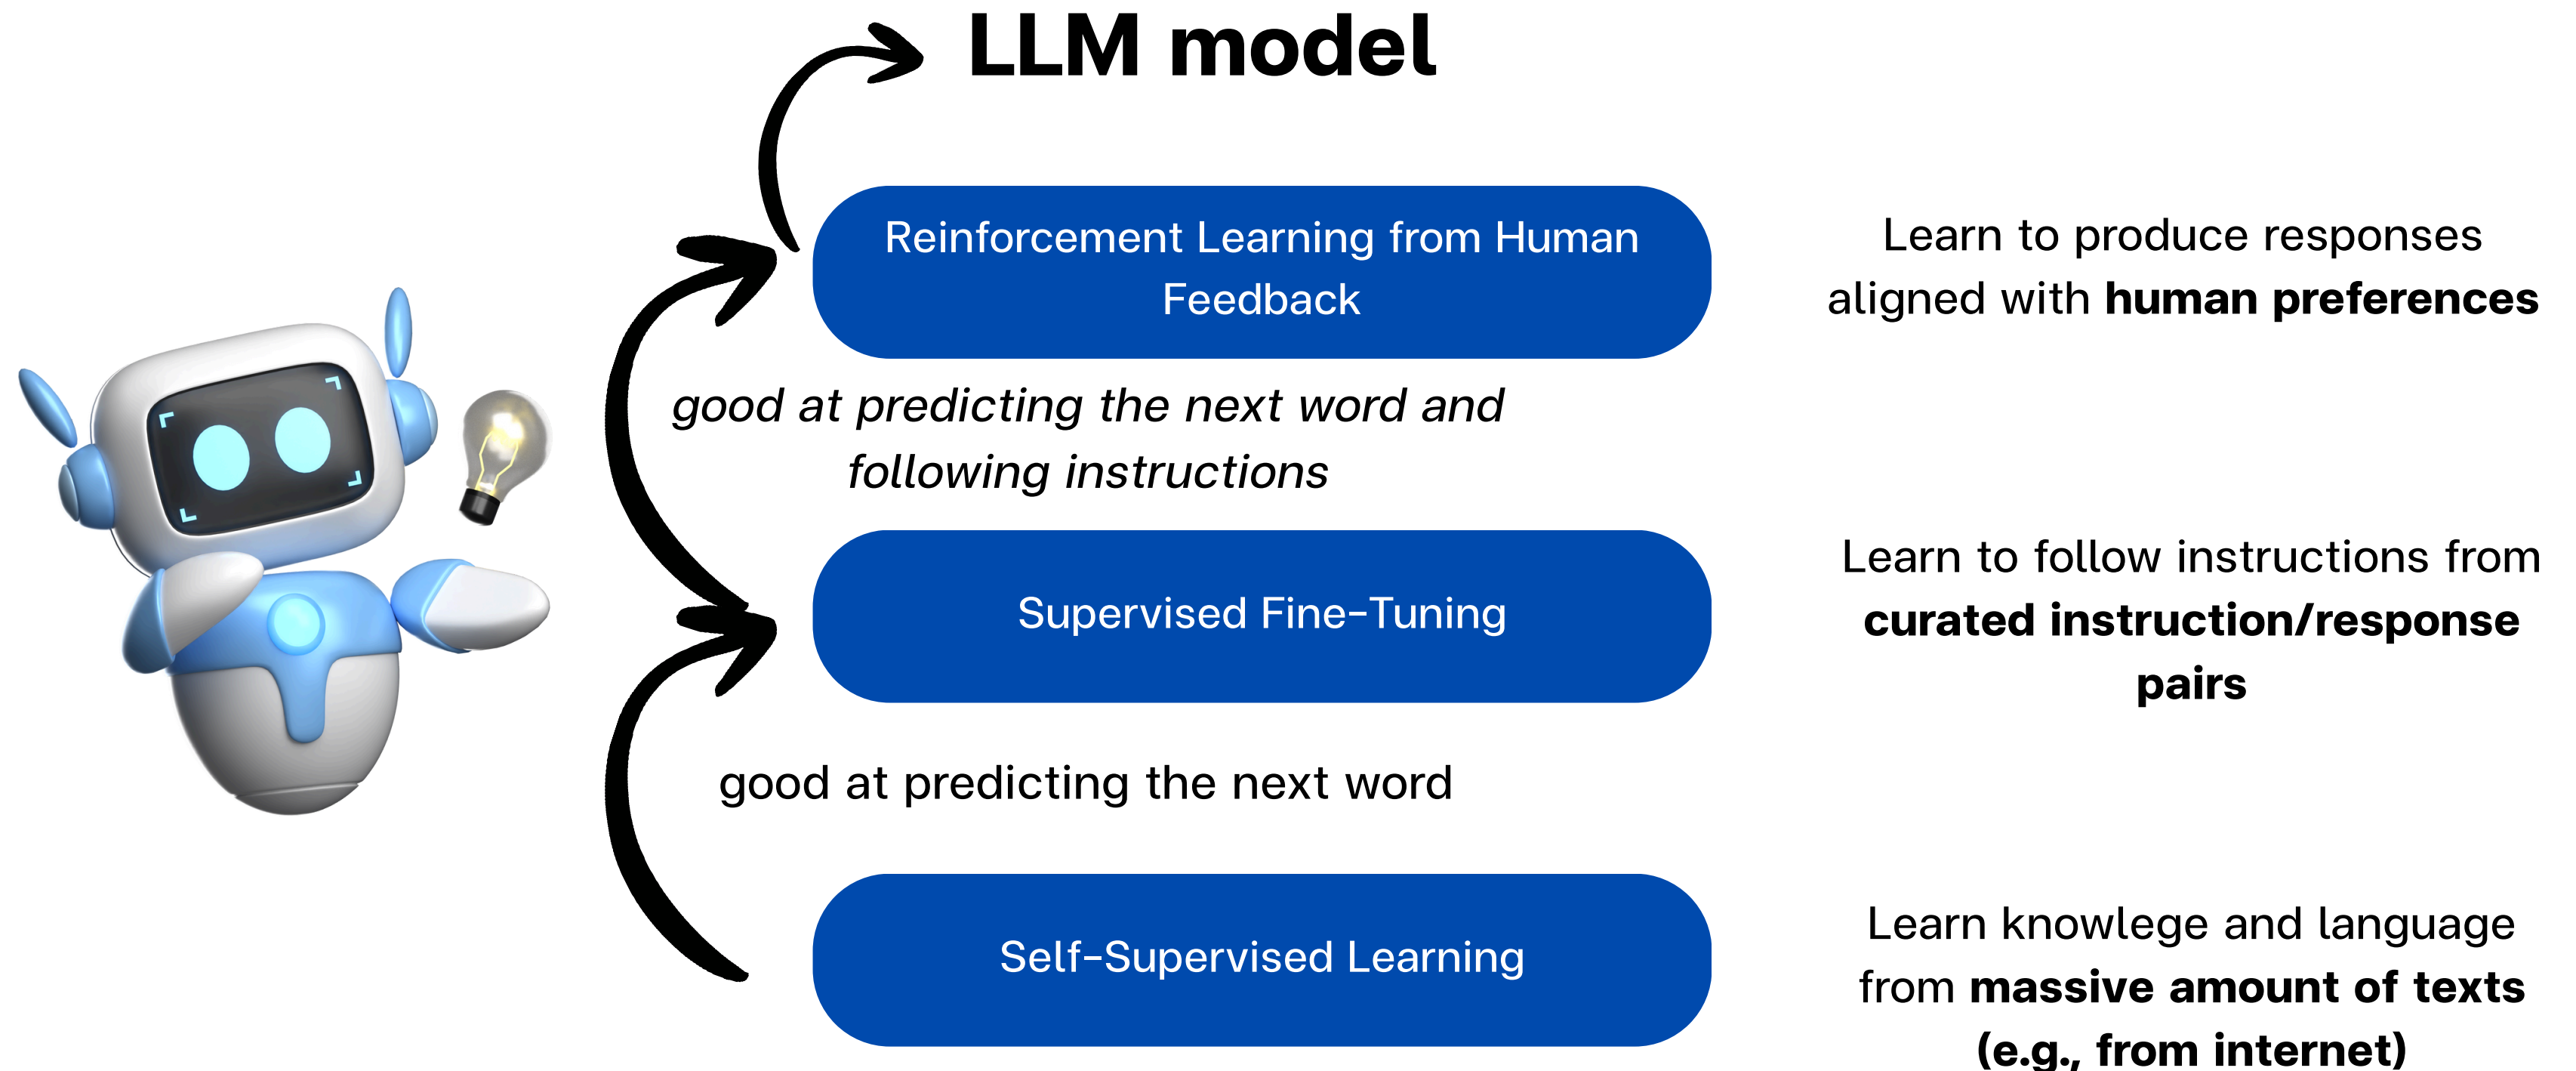 LLM model
Reinforcement Learning from Human
Feedback
Learn to produce responses
aligned with human preferences
good at predicting the next word and
following instructions
Supervised Fine-Tuning
Learn to follow instructions from
curated instruction/response
pairs
good at predicting the next word
Self-Supervised Learning
Learn knowlege and language
from massive amount of texts
(e.g., from internet)